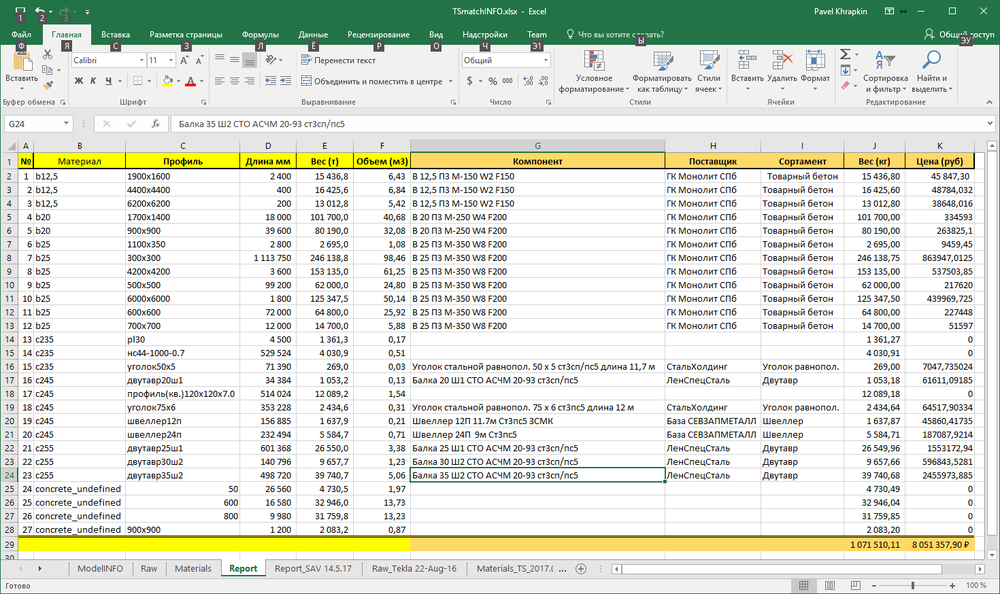 TSmatchINFO.xlsx - Excel
Pavel Khrapkin
1 2 3
Файл Главная Вставка Разметка страницы Формулы Данные Рецензирование Вид Надстройки Team Что вы хотите сделать? Общий доступ
Ф Я С З Л Ё Р О Ч Э1 Ы ЭУ
Вставить
Буфер обмена
Calibri 11
Ж К Ч
Шрифт
Перенести текст
Объединить и поместить в центре
Выравнивание
Общий
$ % 000
Число
Условное форматирование
Форматировать как таблицу
Стили ячеек
Стили
Вставить Удалить Формат
Ячейки
Сортировка и фильтр
Найти и выделить
Редактирование
G24 fx Балка 35 Ш2 СТО АСЧМ 20-93 ст3сп/пс5
A B C D E F G H I J K
1 № Материал Профиль Длина мм Вес (т) Объем (м3) Компонент Поставщик Сортамент Вес (кг) Цена (руб)
2 1 b12,5 1900x1600 2 400 15 436,8 6,43 В 12,5 П3 М-150 W2 F150 ГК Монолит СПб Товарный бетон 15 436,80 45 847,30
3 2 b12,5 4400x4400 400 16 425,6 6,84 В 12,5 П3 М-150 W2 F150 ГК Монолит СПб Товарный бетон 16 425,60 48784,032
4 3 b12,5 6200x6200 200 13 012,8 5,42 В 12,5 П3 М-150 W2 F150 ГК Монолит СПб Товарный бетон 13 012,80 38648,016
5 4 b20 1700x1400 18 000 101 700,0 40,68 В 20 П3 М-250 W4 F200 ГК Монолит СПб Товарный бетон 101 700,00 334593
6 5 b20 900x900 39 600 80 190,0 32,08 В 20 П3 М-250 W4 F200 ГК Монолит СПб Товарный бетон 80 190,00 263825,1
7 6 b25 1100x350 2 800 2 695,0 1,08 В 25 П3 М-350 W8 F200 ГК Монолит СПб Товарный бетон 2 695,00 9459,45
8 7 b25 300x300 1 113 750 246 138,8 98,46 В 25 П3 М-350 W8 F200 ГК Монолит СПб Товарный бетон 246 138,75 863947,0125
9 8 b25 4200x4200 3 600 153 135,0 61,25 В 25 П3 М-350 W8 F200 ГК Монолит СПб Товарный бетон 153 135,00 537503,85
10 9 b25 500x500 99 200 62 000,0 24,80 В 25 П3 М-350 W8 F200 ГК Монолит СПб Товарный бетон 62 000,00 217620
11 10 b25 6000x6000 1 800 125 347,5 50,14 В 25 П3 М-350 W8 F200 ГК Монолит СПб Товарный бетон 125 347,50 439969,725
12 11 b25 600x600 72 000 64 800,0 25,92 В 25 П3 М-350 W8 F200 ГК Монолит СПб Товарный бетон 64 800,00 227448
13 12 b25 700x700 12 000 14 700,0 5,88 В 25 П3 М-350 W8 F200 ГК Монолит СПб Товарный бетон 14 700,00 51597
14 13 c235 pl30 4 500 1 361,3 0,17 1 361,27 0
15 14 c235 нс44-1000-0.7 529 524 4 030,9 0,51 4 030,91 0
16 15 c235 уголок50x5 71 390 269,0 0,03 Уголок стальной равнопол. 50 x 5 ст3сп/пс5 длина 11,7 м СтальХолдинг Уголок равнопол. 269,00 7047,735024
17 16 c245 двутавр20ш1 34 384 1 053,2 0,13 Балка 20 Ш1 СТО АСЧМ 20-93 ст3сп/пс5 ЛенСпецСталь Двутавр 1 053,18 61611,09185
18 17 c245 профиль(кв.)120x120x7.0 514 024 12 089,2 1,54 12 089,18 0
19 18 c245 уголок75x6 353 228 2 434,6 0,31 Уголок стальной равнопол. 75 x 6 ст3пс5 длина 12 м СтальХолдинг Уголок равнопол. 2 434,64 64517,90334
20 19 c245 швеллер12п 156 885 1 637,9 0,21 Швеллер 12П 11.7м Ст3пс5 ЗСМК База СЕВЗАПМЕТАЛЛ Швеллер 1 637,87 45860,41735
21 20 c245 швеллер24п 232 494 5 584,7 0,71 Швеллер 24П 9м Ст3пс5 База СЕВЗАПМЕТАЛЛ Швеллер 5 584,71 187087,9214
22 21 c255 двутавр25ш1 601 368 26 550,0 3,38 Балка 25 Ш1 СТО АСЧМ 20-93 ст3сп/пс5 ЛенСпецСталь Двутавр 26 549,96 1553172,94
23 22 c255 двутавр30ш2 140 796 9 657,7 1,23 Балка 30 Ш2 СТО АСЧМ 20-93 ст3сп/пс5 ЛенСпецСталь Двутавр 9 657,66 596843,5281
24 23 c255 двутавр35ш2 498 720 39 740,7 5,06 Балка 35 Ш2 СТО АСЧМ 20-93 ст3сп/пс5 ЛенСпецСталь Двутавр 39 740,68 2455973,885
25 24 concrete_undefined 50 26 560 4 730,5 1,97 4 730,49 0
26 25 concrete_undefined 600 16 580 32 946,0 13,73 32 946,04 0
27 26 concrete_undefined 800 9 980 31 759,8 13,23 31 759,85 0
28 27 concrete_undefined 900x900 1 200 2 083,2 0,87 2 083,20 0
29 1 071 510,11 8 051 357,90 ₽
30
ModelINFO Raw Materials Report Report_SAV 14.5.17 Raw_Tekla 22-Aug-16 Materials_TS_2017.0 ...
Готово 100 %